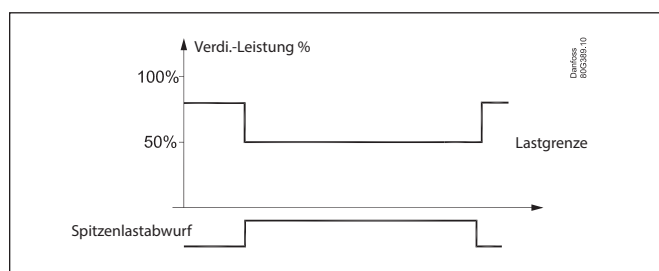 Verdi.-Leistung %
Danfoss
80G389.10
100%
50%
Lastgrenze
Spitzenlastabwurf